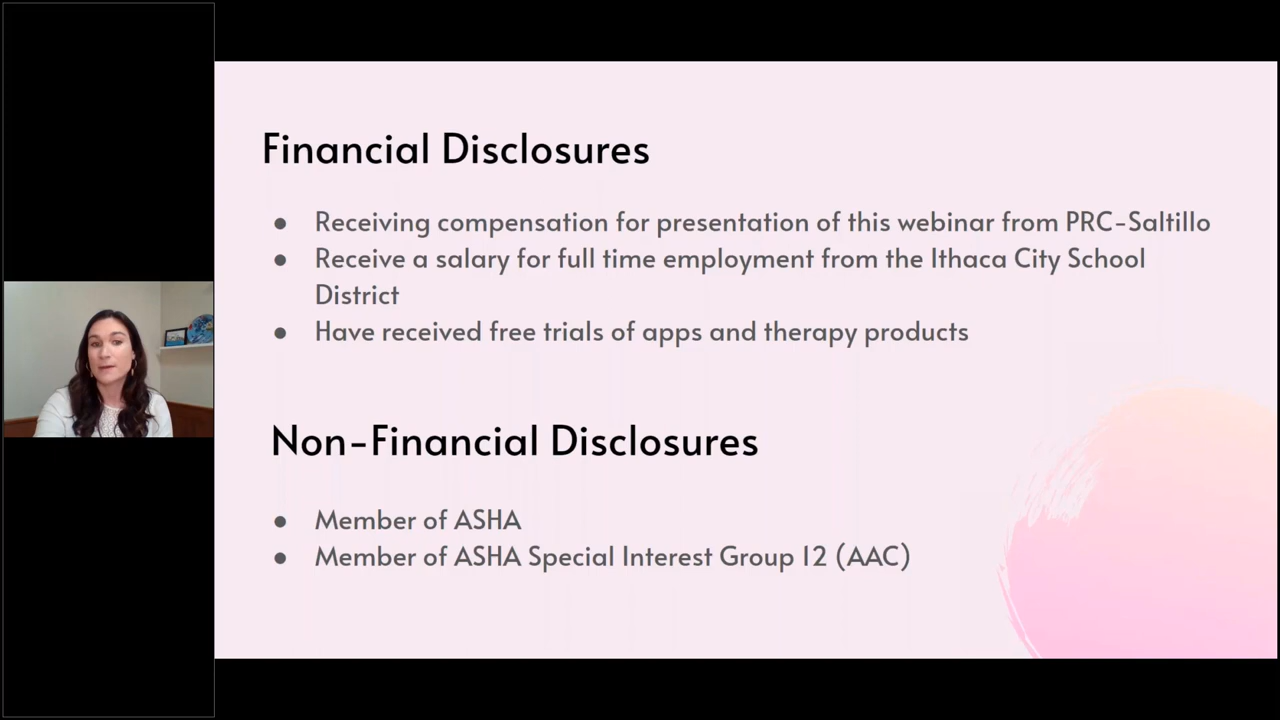 Financial Disclosures
● Receiving compensation for presentation of this webinar from PRC-Saltillo
● Receive a salary for full time employment from the Ithaca City School
District
● Have received free trials of apps and therapy products
Non-Financial Disclosures
● Member of ASHA
● Member of ASHA Special Interest Group 12 (AAC)